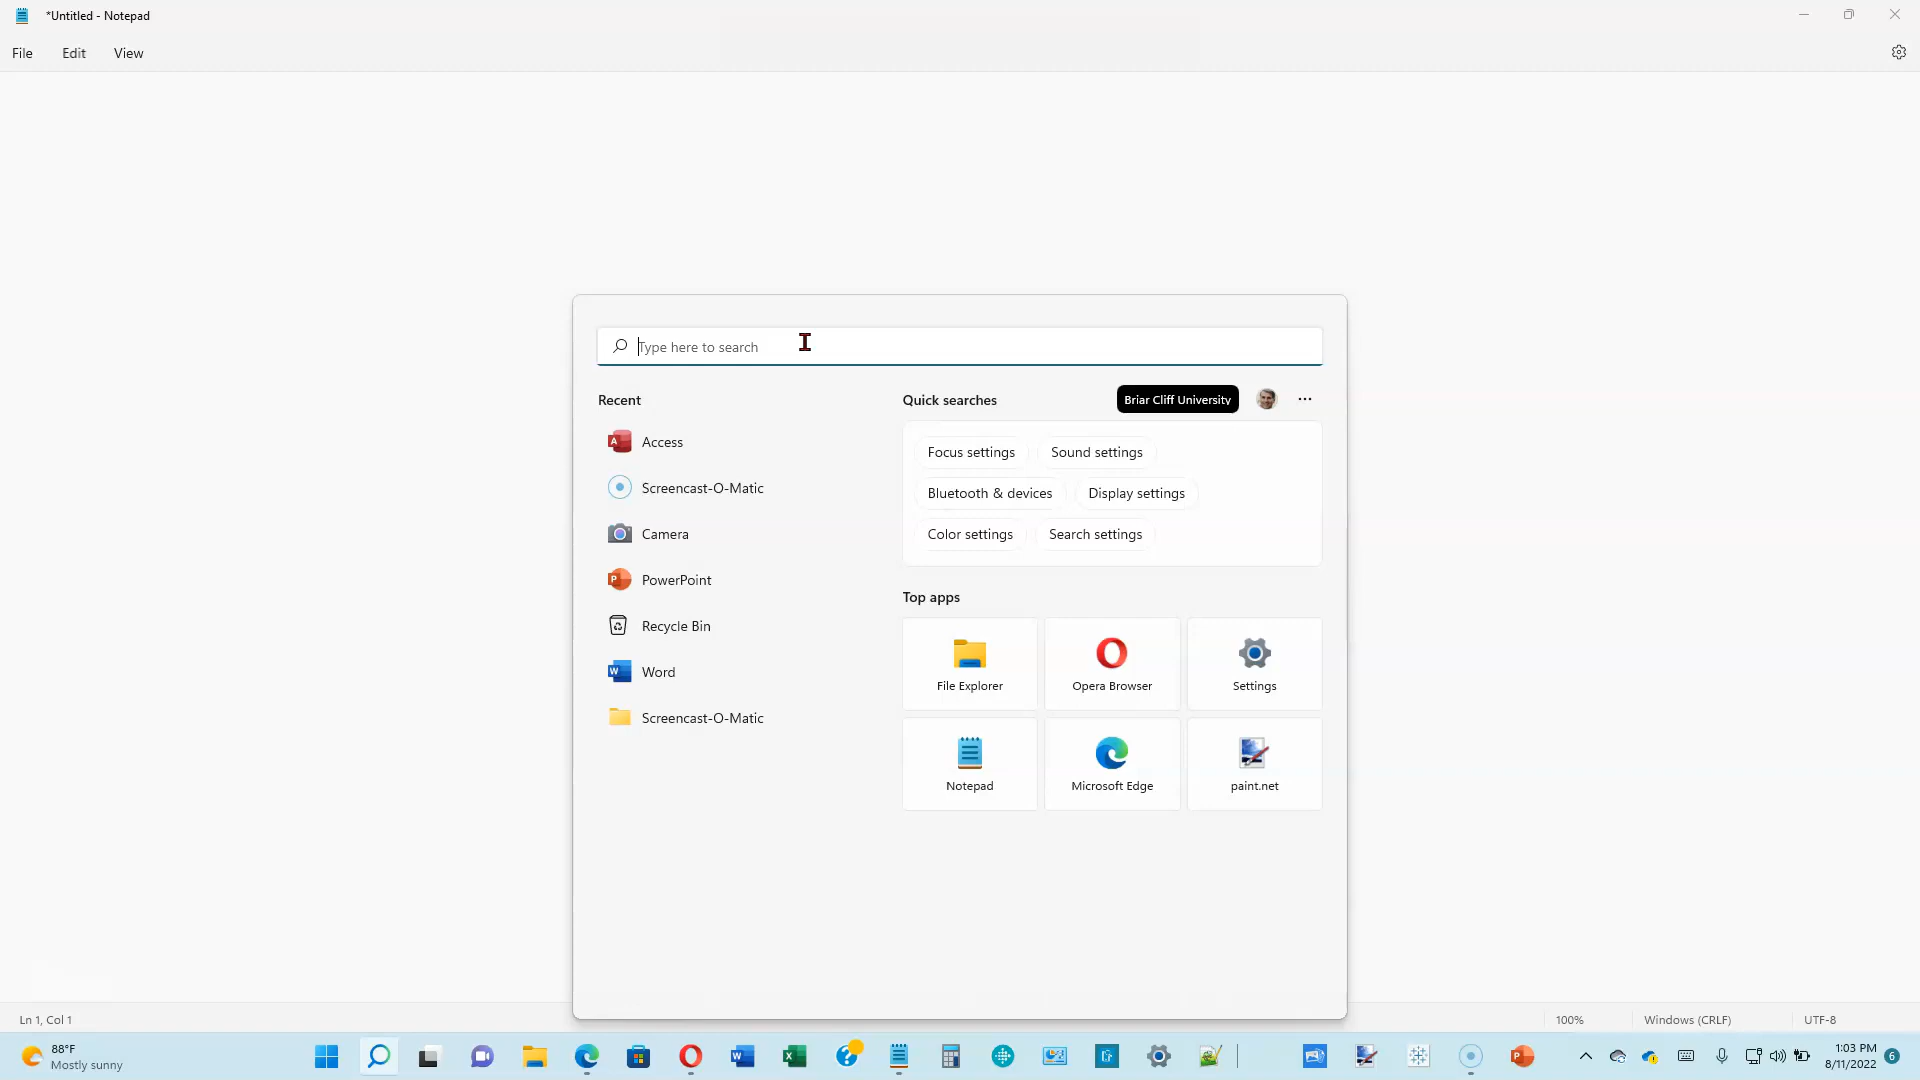 *Untitled - Notepad
File Edit View
Type here to search
Recent
Access
Screencast-O-Matic
Camera
PowerPoint
Recycle Bin
Word
Screencast-O-Matic
Quick searches
Briar Cliff University
Focus settings Sound settings
Bluetooth & devices Display settings
Color settings Search settings
Top apps
File Explorer Opera Browser Settings
Notepad Microsoft Edge paint.net
Ln 1, Col 1 100% Windows (CRLF) UTF-8
88°F
Mostly sunny
1:03 PM
8/11/2022
6